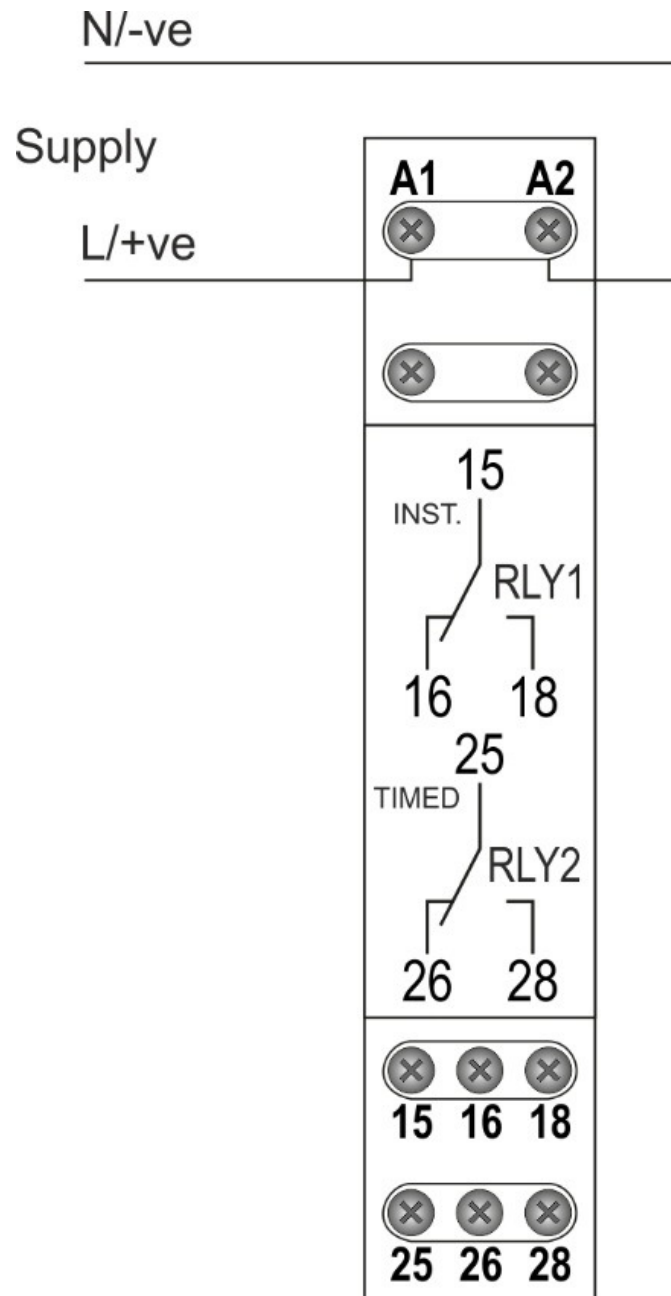 N/-ve
Supply
L/+ve
A1 A2
15
INST.
RLY1
16 18
25
TIMED
RLY2
26 28
15 16 18
25 26 28